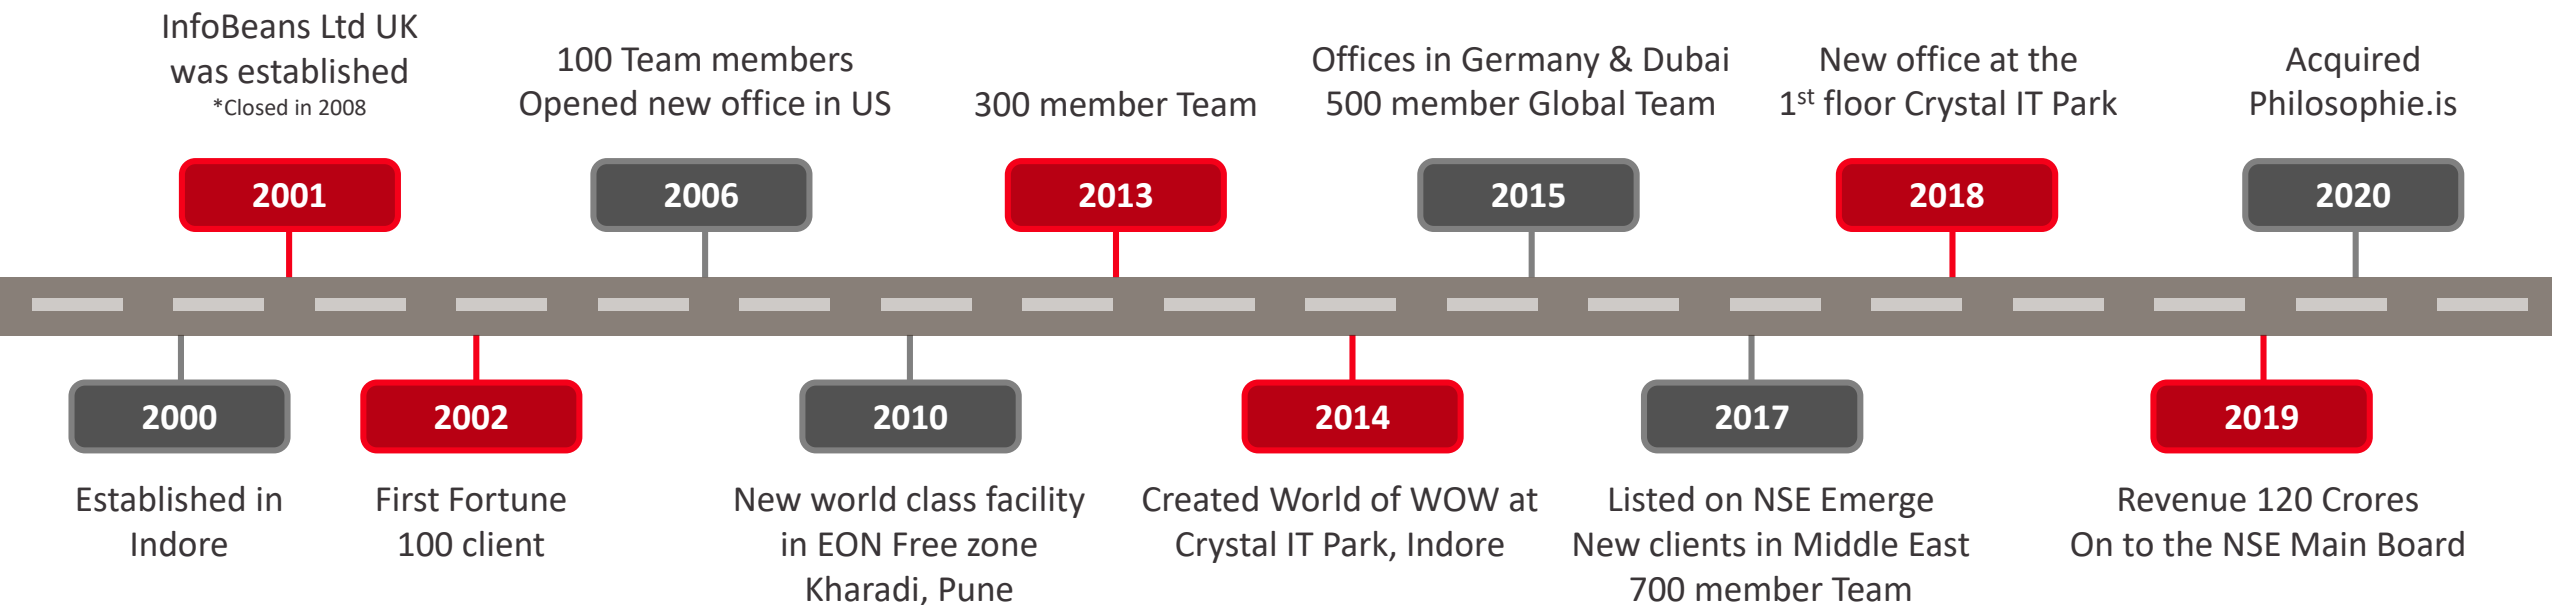 InfoBeans Ltd UK
was established
*Closed in 2008
2001
100 Team members
Opened new office in US
2006
300 member Team
2013
Offices in Germany & Dubai
500 member Global Team
2015
New office at the
1st floor Crystal IT Park
2018
Acquired
Philosophie.is
2020
2000
Established in
Indore
2002
First Fortune
100 client
2010
New world class facility
in EON Free zone
Kharadi, Pune
2014
Created World of WOW at
Crystal IT Park, Indore
2017
Listed on NSE Emerge
New clients in Middle East
700 member Team
2019
Revenue 120 Crores
On to the NSE Main Board